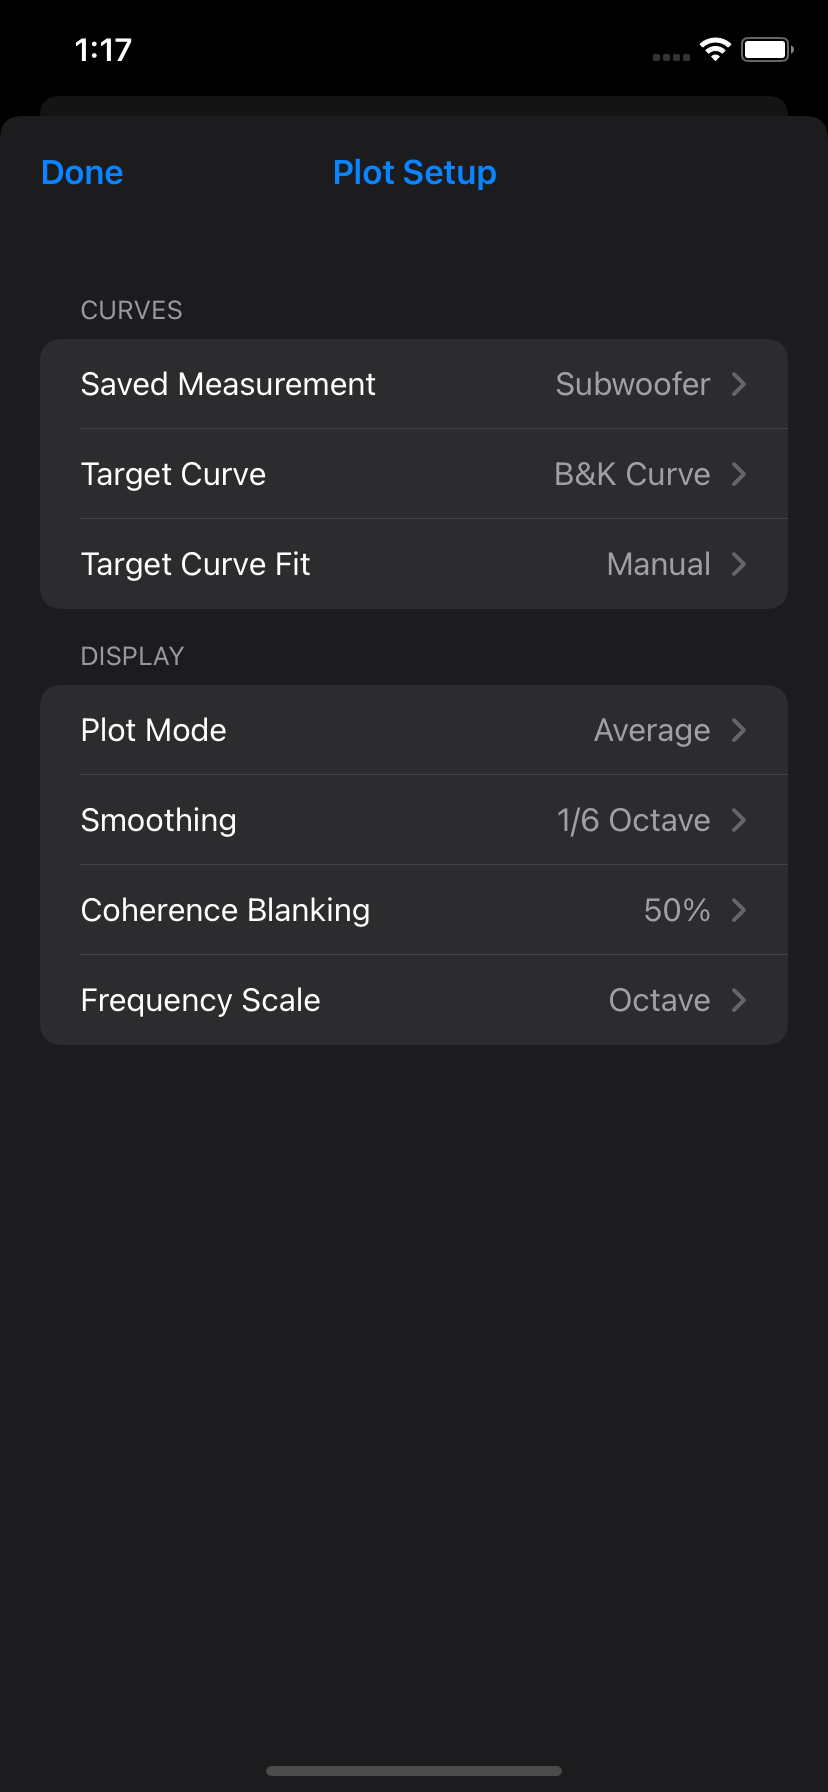 1:17
Done Plot Setup
CURVES
Saved Measurement Subwoofer
Target Curve B&K Curve
Target Curve Fit Manual
DISPLAY
Plot Mode Average
Smoothing 1/6 Octave
Coherence Blanking 50%
Frequency Scale Octave